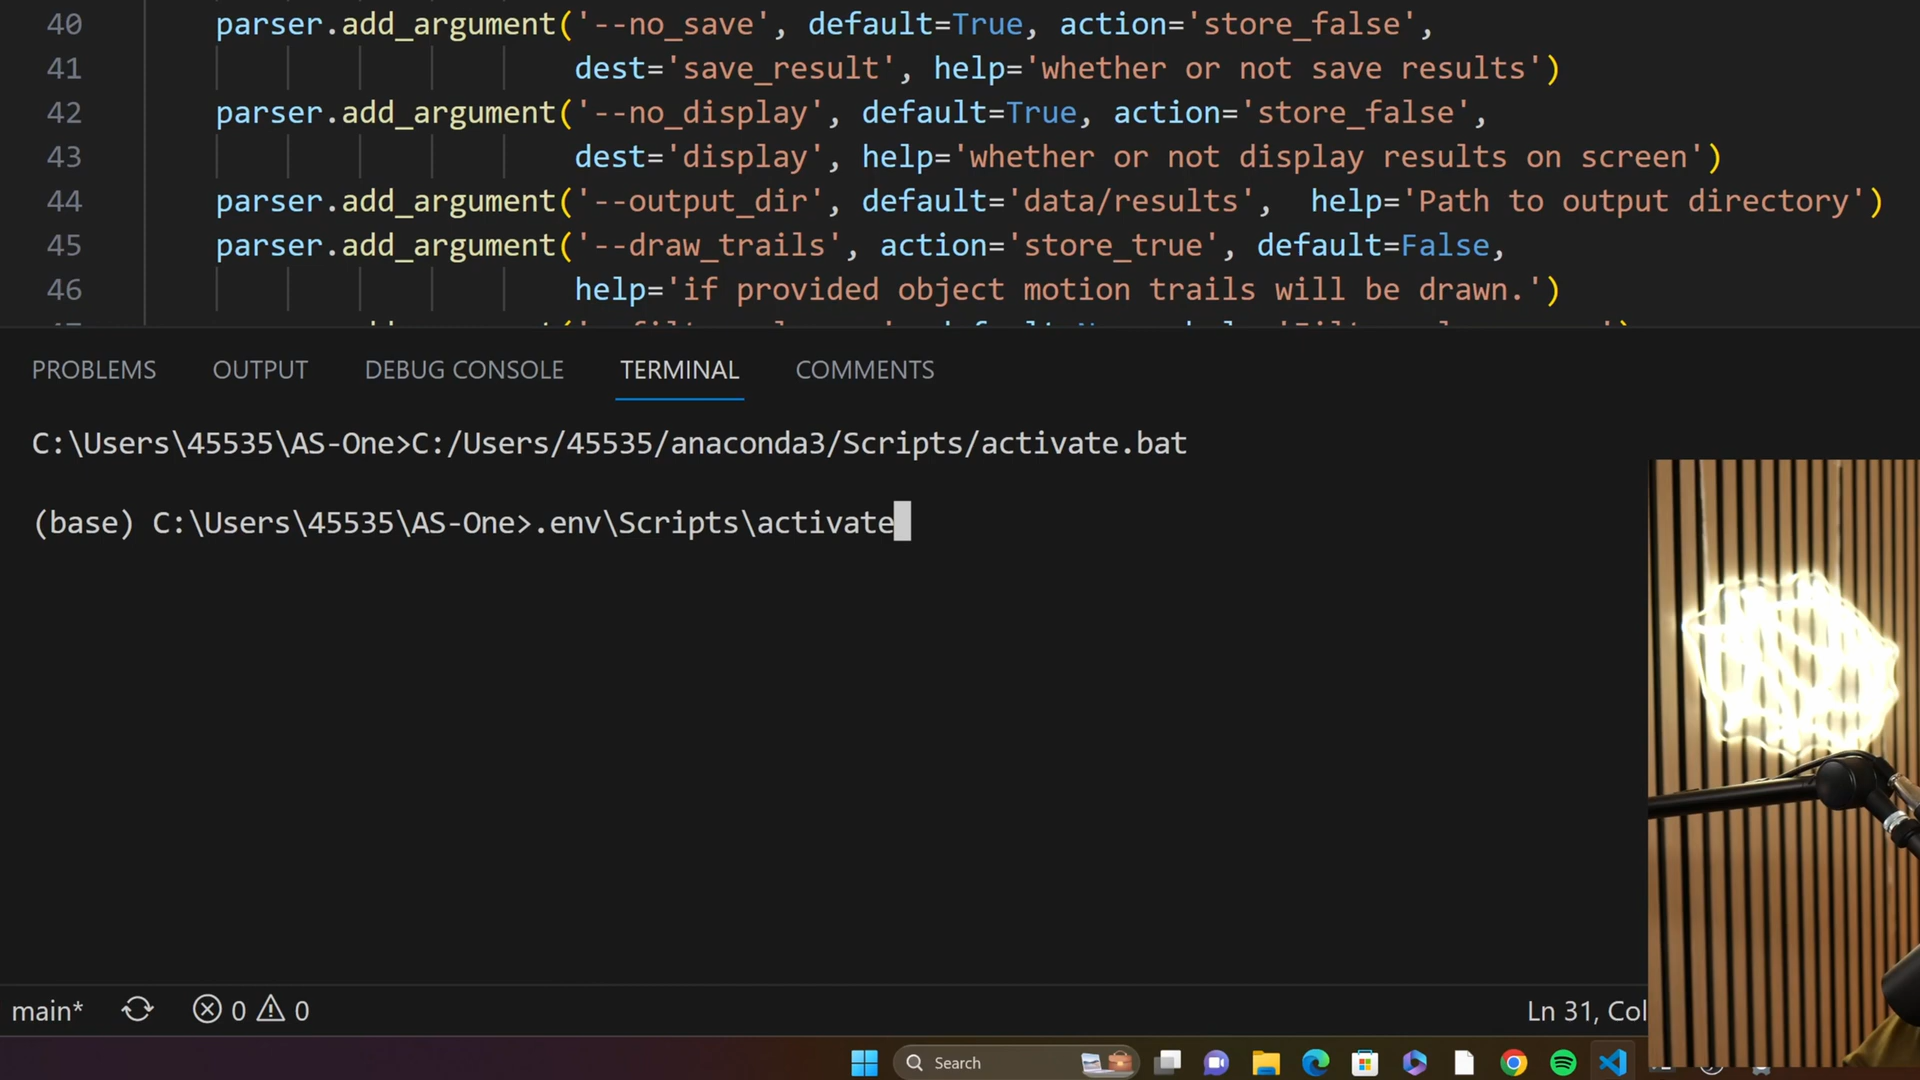 40 parser.add_argument('--no_save', default=True, action='store_false',
41 dest='save_result', help='whether or not save results')
42 parser.add_argument('--no_display', default=True, action='store_false',
43 dest='display', help='whether or not display results on screen')
44 parser.add_argument('--output_dir', default='data/results',  help='Path to output directory')
45 parser.add_argument('--draw_trails', action='store_true', default=False,
46 help='if provided object motion trails will be drawn.')
PROBLEMS OUTPUT DEBUG CONSOLE TERMINAL COMMENTS
C:\Users\45535\AS-One>C:/Users/45535/anaconda3/Scripts/activate.bat
(base) C:\Users\45535\AS-One>.env\Scripts\activate
main* 0 0 Ln 31, Col
Search